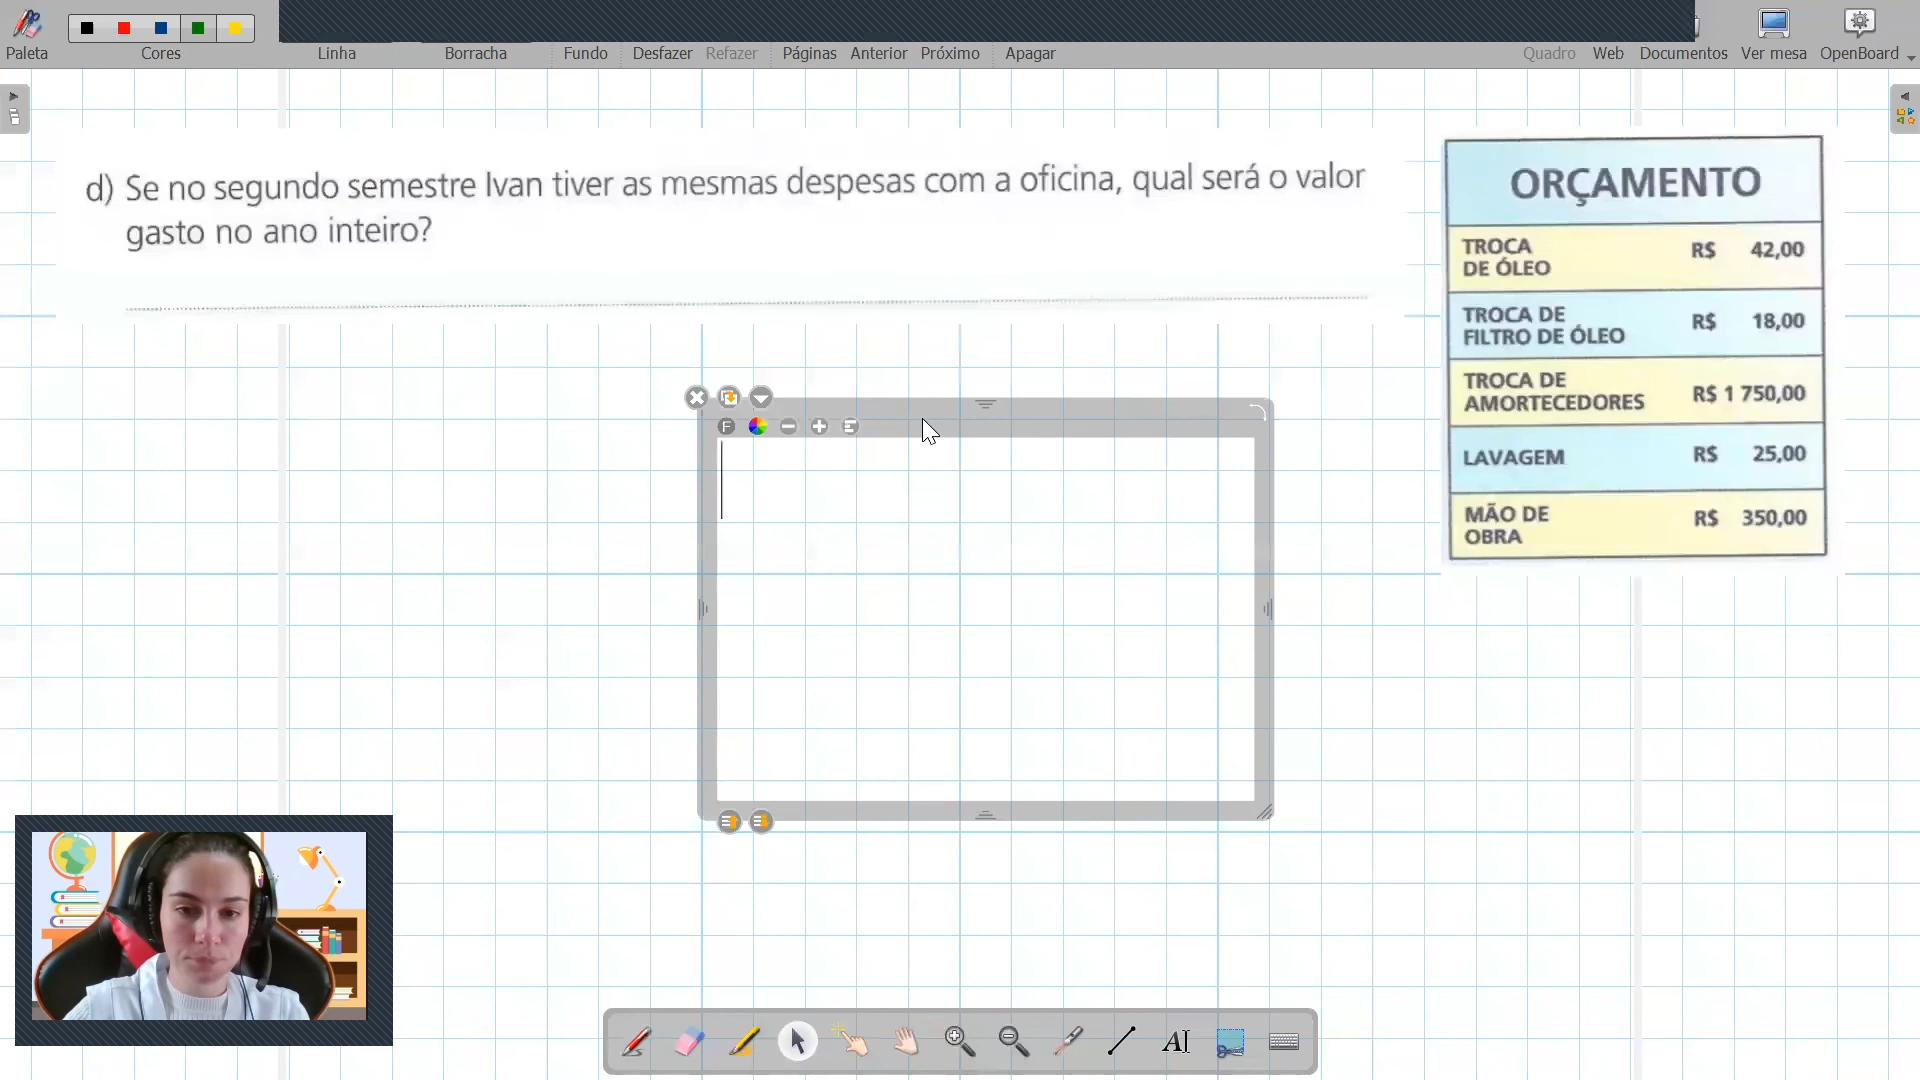 Paleta
Cores
Linha
Borracha
Fundo
Desfazer
Refazer
Páginas
Anterior
Próximo
Apagar
Quadro
Web
Documentos
Ver mesa
OpenBoard
d) Se no segundo semestre Ivan tiver as mesmas despesas com a oficina, qual será o valor
gasto no ano inteiro?
ORÇAMENTO
TROCA
DE ÓLEO
R$ 42,00
TROCA DE
FILTRO DE ÓLEO
R$ 18,00
TROCA DE
AMORTECEDORES
R$ 1 750,00
LAVAGEM
R$ 25,00
MÃO DE
OBRA
R$ 350,00
F
AI